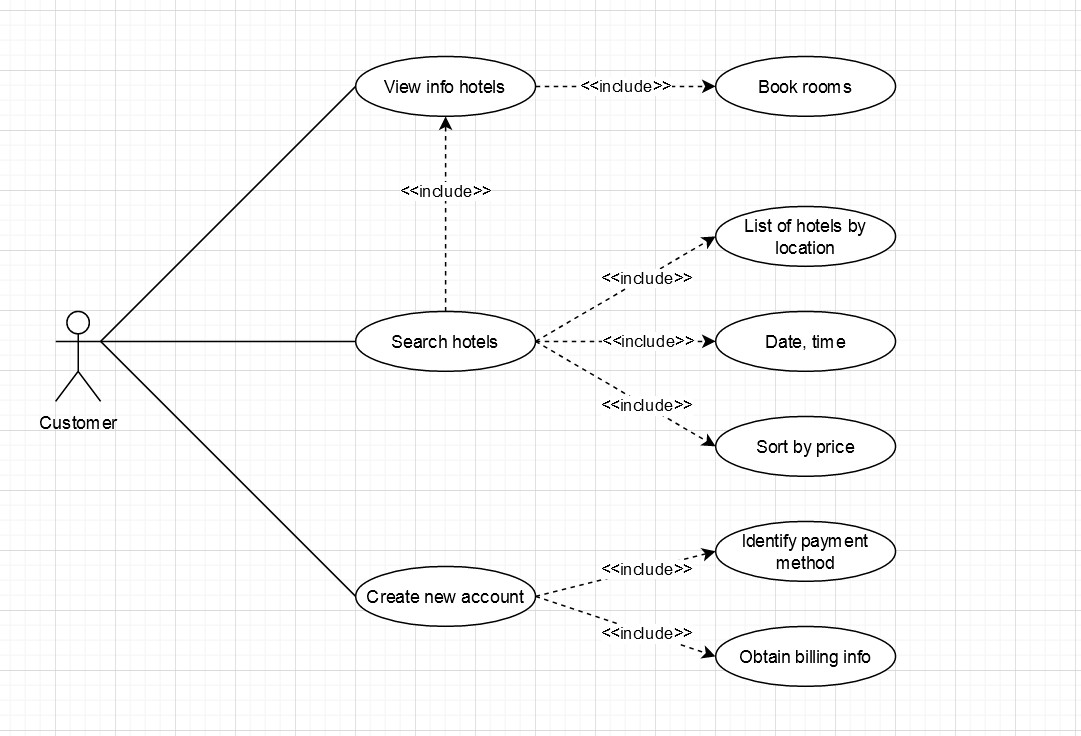 View info hotels
<<include>>
Book rooms
<<include>>
List of hotels by
location
<<include>>
Search hotels
<<include>>
Date, time
<<include>>
Sort by price
Customer
Identify payment
method
<<include>>
Create new account
<<include>>
Obtain billing info